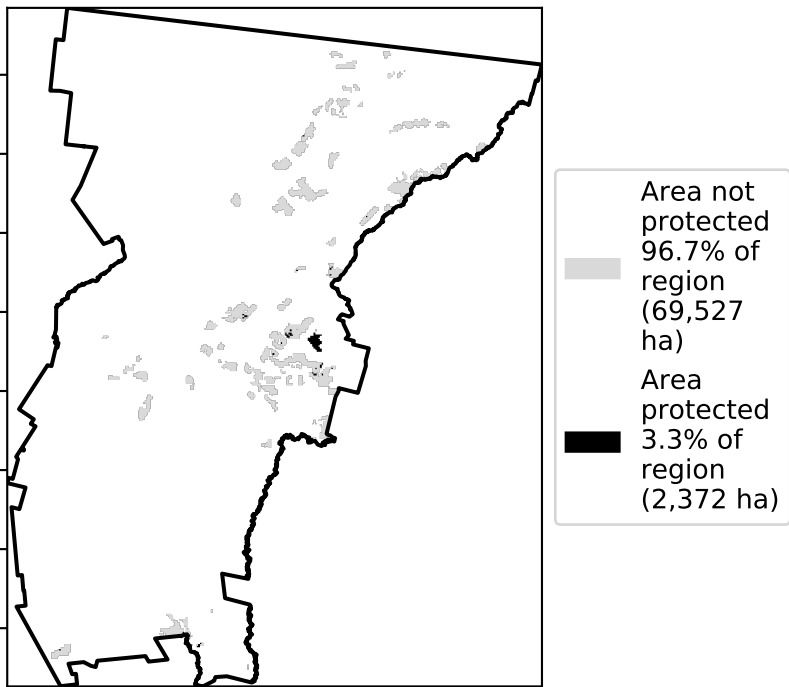 Area not
protected
96.7% of
region
(69,527
ha)
Area
protected
3.3% of
region
(2,372 ha)